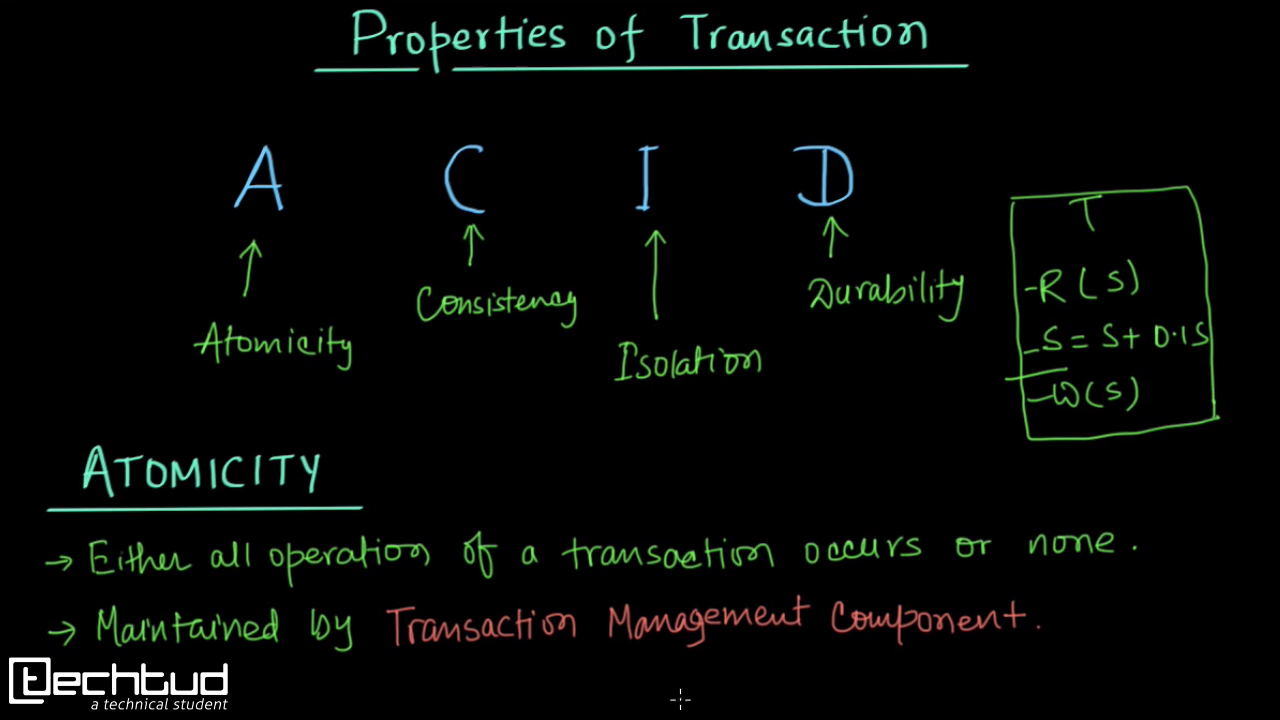 Properties of Transaction
A C I D
Atomicity
Consistency
Isolation
Durability
T
-R(S)
-S = S + 0.1S
-W(S)
ATOMICITY
→ Either all operation of a transaction occurs or none.
→ Maintained by Transaction Management Component.
techtud
a technical student